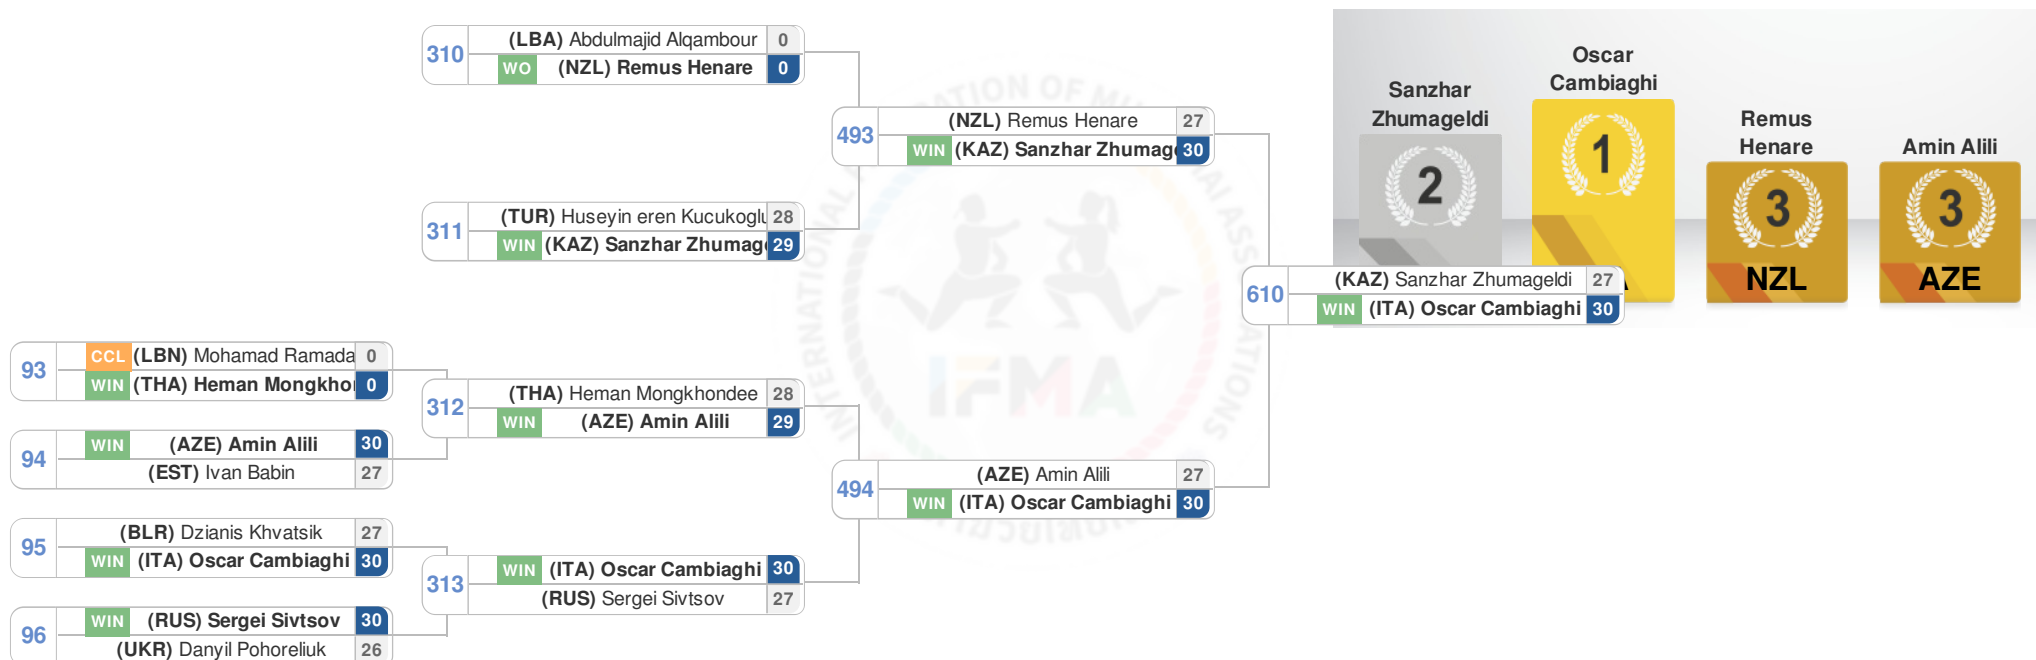 310
(LBA) Abdulmajid Alqambour 0
WO (NZL) Remus Henare 0
311
(TUR) Huseyin eren Kucukoglu 28
WIN (KAZ) Sanzhar Zhumag 29
93
CCL (LBN) Mohamad Ramada 0
WIN (THA) Heman Mongkho 0
94
WIN (AZE) Amin Alili 30
(EST) Ivan Babin 27
95
(BLR) Dzianis Khvatsik 27
WIN (ITA) Oscar Cambiaghi 30
96
WIN (RUS) Sergei Sivtsov 30
(UKR) Danyil Pohoreliuk 26
312
(THA) Heman Mongkhondee 28
WIN (AZE) Amin Alili 29
313
WIN (ITA) Oscar Cambiaghi 30
(RUS) Sergei Sivtsov 27
493
(NZL) Remus Henare 27
WIN (KAZ) Sanzhar Zhumage 30
494
(AZE) Amin Alili 27
WIN (ITA) Oscar Cambiaghi 30
610
(KAZ) Sanzhar Zhumageldi 27
WIN (ITA) Oscar Cambiaghi 30
Sanzhar
Zhumageldi
2
Oscar
Cambiaghi
1
Remus
Henare
3
NZL
Amin Alili
3
AZE
IFMA